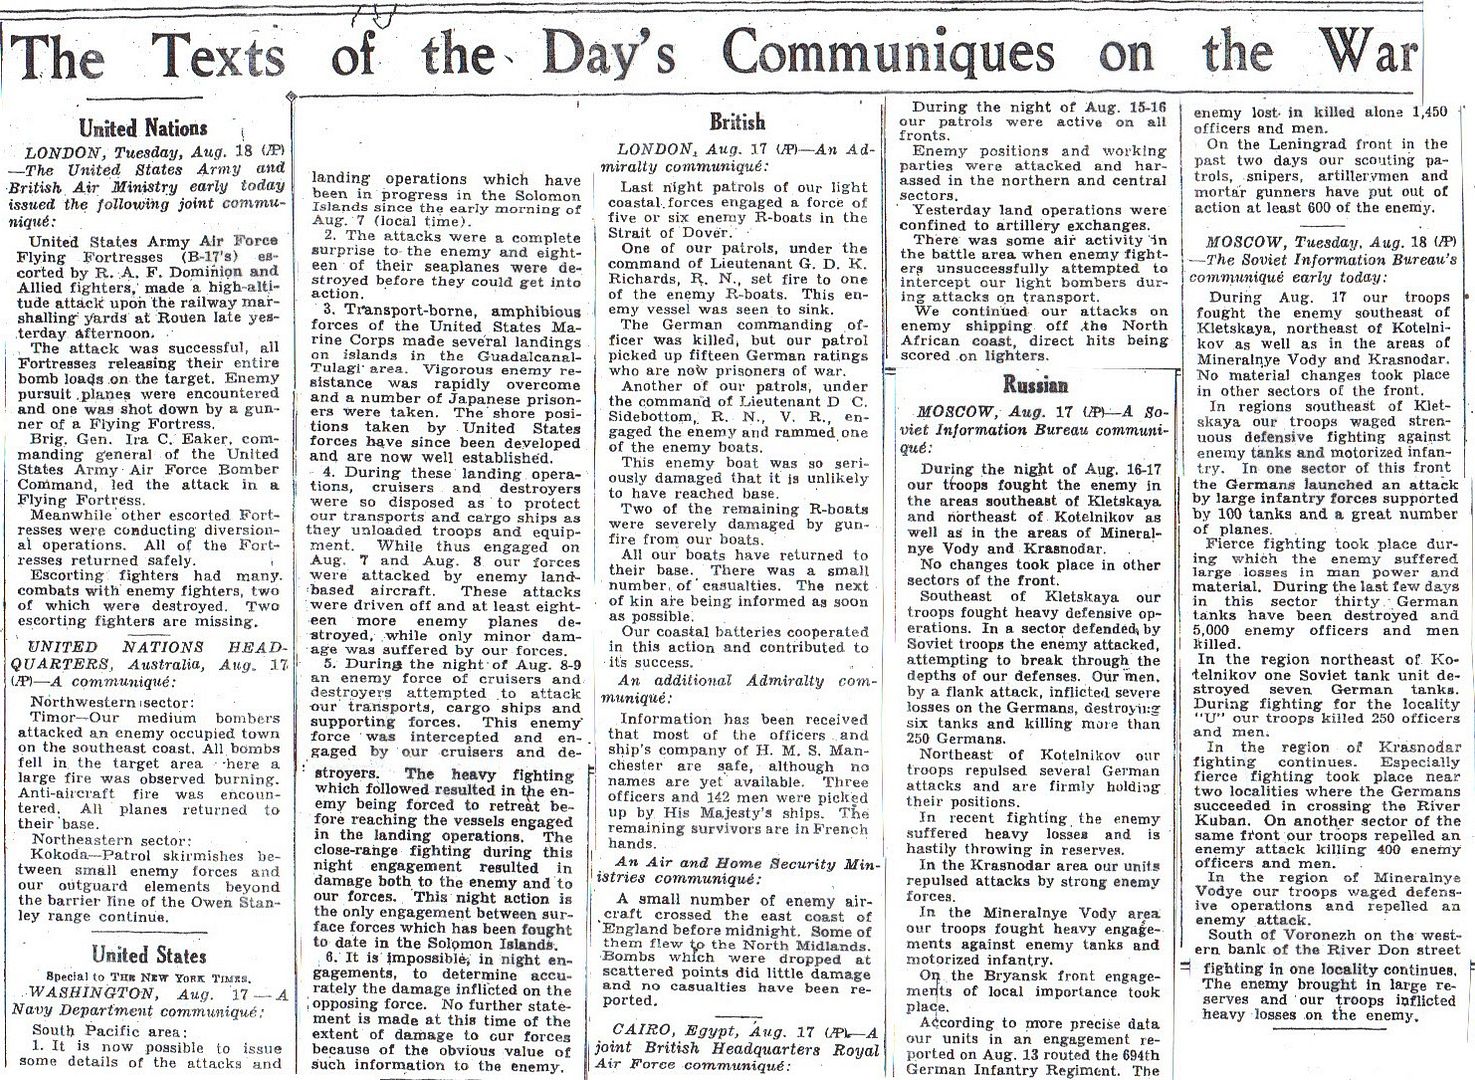 The Texts of the Day's Communiques on the War
United Nations
LONDON, Tuesday, Aug. 18 (AP)
—The United States Army and
British Air Ministry early today
issued the following joint commu-
niqué:
United States Army Air Force
Flying Fortresses (B-17's) es-
corted by R. A. F. Dominion and
Allied fighters, made a high-alti-
tude attack upon the railway mar-
shalling yards at Rouen late yes-
terday afternoon.
The attack was successful, all
Fortresses releasing their entire
bomb loads on the target. Enemy
pursuit planes were encountered
and one was shot down by a gun-
ner of a Flying Fortress.
Brig. Gen. Ira C. Eaker, com-
manding general of the United
States Army Air Force Bomber
Command, led the attack in a
Flying Fortress.
Meanwhile other escorted Fort-
resses were conducting diversion-
al operations. All of the Fort-
resses returned safely.
Escorting fighters had many
combats with enemy fighters, two
of which were destroyed. Two
escorting fighters are missing.
UNITED NATIONS HEAD-
QUARTERS, Australia, Aug. 17
(AP)—A communiqué:
Northwestern sector:
Timor—Our medium bombers
attacked an enemy occupied town
on the southeast coast. All bombs
fell in the target area here a
large fire was observed burning.
Anti-aircraft fire was encoun-
tered. All planes returned to
their base.
Northeastern sector:
Kokoda—Patrol skirmishes be-
tween small enemy forces and
our outguard elements beyond
the barrier line of the Owen Stan-
ley range continue.
United States
Special to THE NEW YORK TIMES.
WASHINGTON, Aug. 17—A
Navy Department communiqué:
South Pacific area:
1. It is now possible to issue
some details of the attacks and
landing operations which have
been in progress in the Solomon
Islands since the early morning of
Aug. 7 (local time).
2. The attacks were a complete
surprise to the enemy and eight-
een of their seaplanes were de-
stroyed before they could get into
action.
3. Transport-borne, amphibious
forces of the United States Ma-
rine Corps made several landings
on islands in the Guadalcanal-
Tulagi area. Vigorous enemy re-
sistance was rapidly overcome
and a number of Japanese prison-
ers were taken. The shore posi-
tions taken by United States
forces have since been developed
and are now well established.
4. During these landing opera-
tions, cruisers and destroyers
were so disposed as to protect
our transports and cargo ships as
they unloaded troops and equip-
ment. While thus engaged on
Aug. 7 and Aug. 8 our forces
were attacked by enemy land-
based aircraft. These attacks
were driven off and at least eight-
een more enemy planes de-
stroyed, while only minor dam-
age was suffered by our forces.
5. During the night of Aug. 8-9
an enemy force of cruisers and
destroyers attempted to attack
our transports, cargo ships and
supporting forces. This enemy
force was intercepted and en-
gaged by our cruisers and de-
stroyers. The heavy fighting
which followed resulted in the en-
emy being forced to retreat be-
fore reaching the vessels engaged
in the landing operations. The
close-range fighting during this
night engagement resulted in
damage both to the enemy and to
our forces. This night action is
the only engagement between sur-
face forces which has been fought
to date in the Solomon Islands.
6. It is impossible, in night en-
gagements, to determine accu-
rately the damage inflicted on the
opposing force. No further state-
ment is made at this time of the
extent of damage to our forces
because of the obvious value of
such information to the enemy.
British
LONDON, Aug. 17 (AP)—An Ad-
miralty communiqué:
Last night patrols of our light
coastal forces engaged a force of
five or six enemy R-boats in the
Strait of Dover.
One of our patrols, under the
command of Lieutenant G. D. K.
Richards, R. N., set fire to one
of the enemy R-boats. This en-
emy vessel was seen to sink.
The German commanding of-
ficer was killed, but our patrol
picked up fifteen German ratings
who are now prisoners of war.
Another of our patrols, under
the command of Lieutenant D C.
Sidebottom, R. N., V. R., en-
gaged the enemy and rammed one
of the enemy boats.
This enemy boat was so seri-
ously damaged that it is unlikely
to have reached base.
Two of the remaining R-boats
were severely damaged by gun-
fire from our boats.
All our boats have returned to
their base. There was a small
number of casualties. The next
of kin are being informed as soon
as possible.
Our coastal batteries cooperated
in this action and contributed to
its success.
An additional Admiralty com-
muniqué:
Information has been received
that most of the officers and
ship's company of H. M. S. Man-
chester are safe, although no
names are yet available. Three
officers and 142 men were picked
up by His Majesty's ships. The
remaining survivors are in French
hands.
An Air and Home Security Min-
istries communiqué:
A small number of enemy air-
craft crossed the east coast of
England before midnight. Some of
them flew to the North Midlands.
Bombs which were dropped at
scattered points did little damage
and no casualties have been re-
ported.
CAIRO, Egypt, Aug. 17 (AP)—A
joint British Headquarters Royal
Air Force communiqué:
During the night of Aug. 15-16
our patrols were active on all
fronts.
Enemy positions and working
parties were attacked and har-
assed in the northern and central
sectors.
Yesterday land operations were
confined to artillery exchanges.
There was some air activity in
the battle area when enemy fight-
ers unsuccessfully attempted to
intercept our light bombers dur-
ing attacks on transport.
We continued our attacks on
enemy shipping off the North
African coast, direct hits being
scored on lighters.
Russian
MOSCOW, Aug. 17 (AP)—A So-
viet Information Bureau communi-
qué:
During the night of Aug. 16-17
our troops fought the enemy in
the areas southeast of Kletskaya
and northeast of Kotelnikov as
well as in the areas of Mineral-
nye Vody and Krasnodar.
No changes took place in other
sectors of the front.
Southeast of Kletskaya our
troops fought heavy defensive op-
erations. In a sector defended by
Soviet troops the enemy attacked,
attempting to break through the
depths of our defenses. Our men,
by a flank attack, inflicted severe
losses on the Germans, destroying
six tanks and killing more than
250 Germans.
Northeast of Kotelnikov our
troops repulsed several German
attacks and are firmly holding
their positions.
In recent fighting the enemy
suffered heavy losses and is
hastily throwing in reserves.
In the Krasnodar area our units
repulsed attacks by strong enemy
forces.
In the Mineralnye Vody area
our troops fought heavy engage-
ments against enemy tanks and
motorized infantry.
On the Bryansk front engage-
ments of local importance took
place.
According to more precise data
our units in an engagement re-
ported on Aug. 13 routed the 694th
German Infantry Regiment. The
enemy lost in killed alone 1,450
officers and men.
On the Leningrad front in the
past two days our scouting pa-
trols, snipers, artillerymen and
mortar gunners have put out of
action at least 600 of the enemy.
MOSCOW, Tuesday, Aug. 18 (AP)
—The Soviet Information Bureau's
communiqué early today:
During Aug. 17 our troops
fought the enemy southeast of
Kletskaya, northeast of Kotelni-
kov as well as in the areas of
Mineralnye Vody and Krasnodar.
No material changes took place
in other sectors of the front.
In regions southeast of Klet-
skaya our troops waged stren-
uous defensive fighting against
enemy tanks and motorized infan-
try. In one sector of this front
the Germans launched an attack
by large infantry forces supported
by 100 tanks and a great number
of planes.
Fierce fighting took place dur-
ing which the enemy suffered
large losses in man power and
material. During the last few days
in this sector thirty German
tanks have been destroyed and
5,000 enemy officers and men
killed.
In the region northeast of Ko-
telnikov one Soviet tank unit de-
stroyed seven German tanks.
During fighting for the locality
"U" our troops killed 250 officers
and men.
In the region of Krasnodar
fighting continues. Especially
fierce fighting took place near
two localities where the Germans
succeeded in crossing the River
Kuban. On another sector of the
same front our troops repelled an
enemy attack killing 400 enemy
officers and men.
In the region of Mineralnye
Vodye our troops waged defens-
ive operations and repelled an
enemy attack.
South of Voronezh on the west-
ern bank of the River Don street
fighting in one locality continues.
The enemy brought in large re-
serves and our troops inflicted
heavy losses on the enemy.